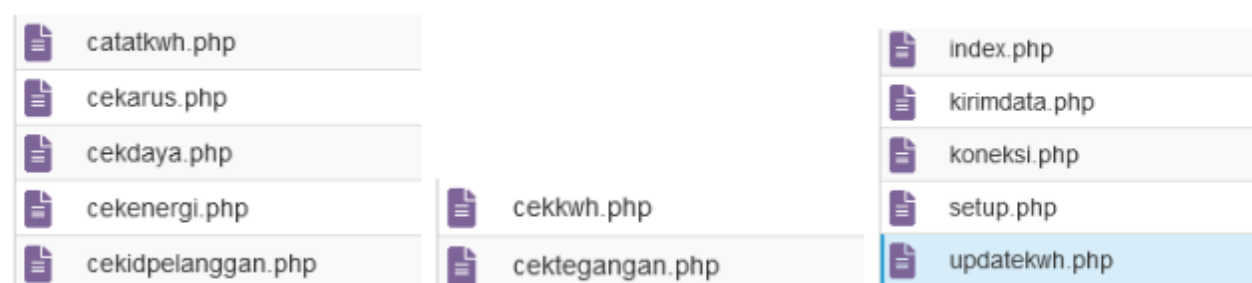 catatkwh.php
cekarus.php
cekdaya.php
cekenergi.php
cekidpelanggan.php
cekkwh.php
cektegangan.php
index.php
kirimdata.php
koneksi.php
setup.php
updatekwh.php